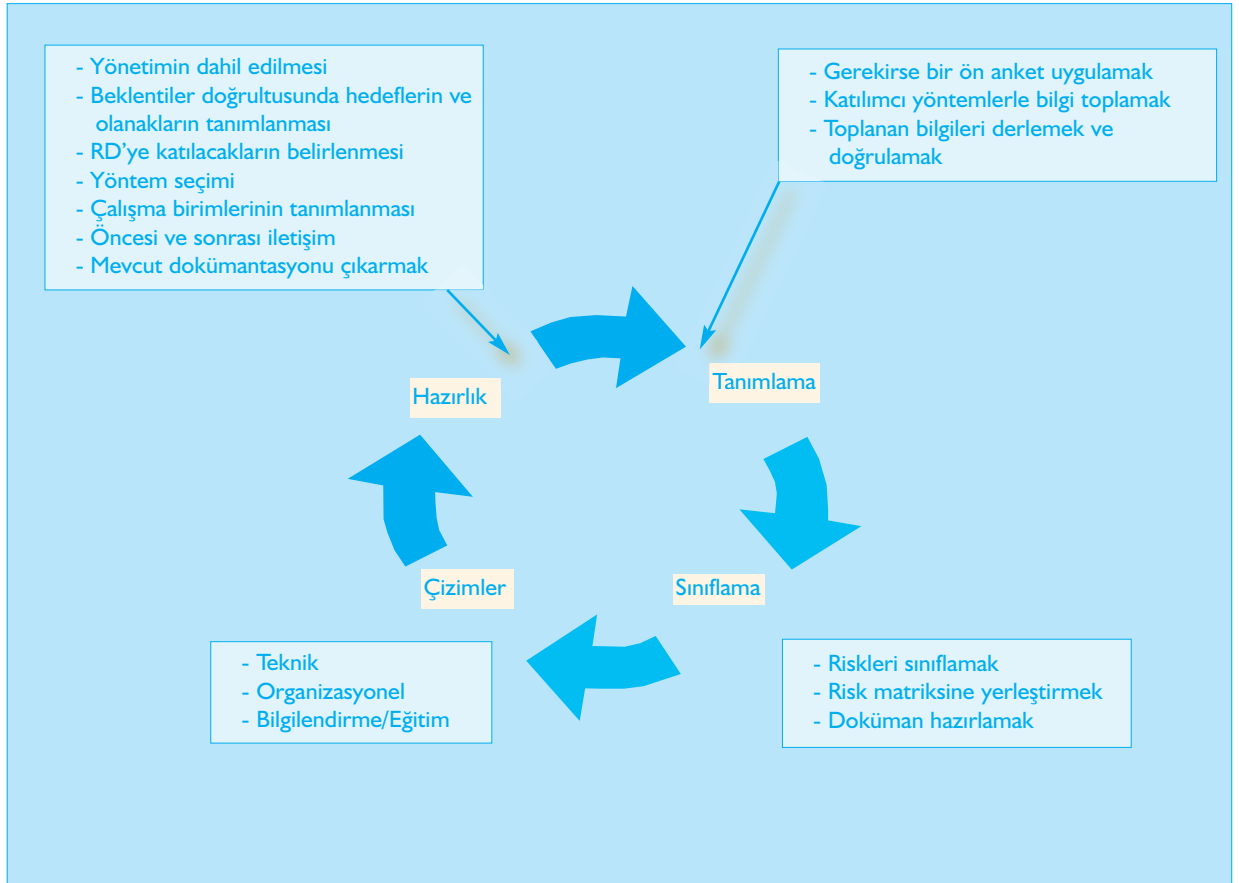 - Yönetimin dahil edilmesi
- Beklentiler doğrultusunda hedeflerin ve
olanakların tanımlanması
- RD'ye katılacakların belirlenmesi
- Yöntem seçimi
- Çalışma birimlerinin tanımlanması
- Öncesi ve sonrası iletişim
- Mevcut dokümantasyonu çıkarmak
- Gerekirse bir ön anket uygulamak
- Katılımcı yöntemlerle bilgi toplamak
- Toplanan bilgileri derlemek ve
doğrulamak
Hazırlık
Tanımlama
Çizimler
Sınıflama
- Teknik
- Organizasyonel
- Bilgilendirme/Eğitim
- Riskleri sınıflamak
- Risk matriksine yerleştirmek
- Doküman hazırlamak